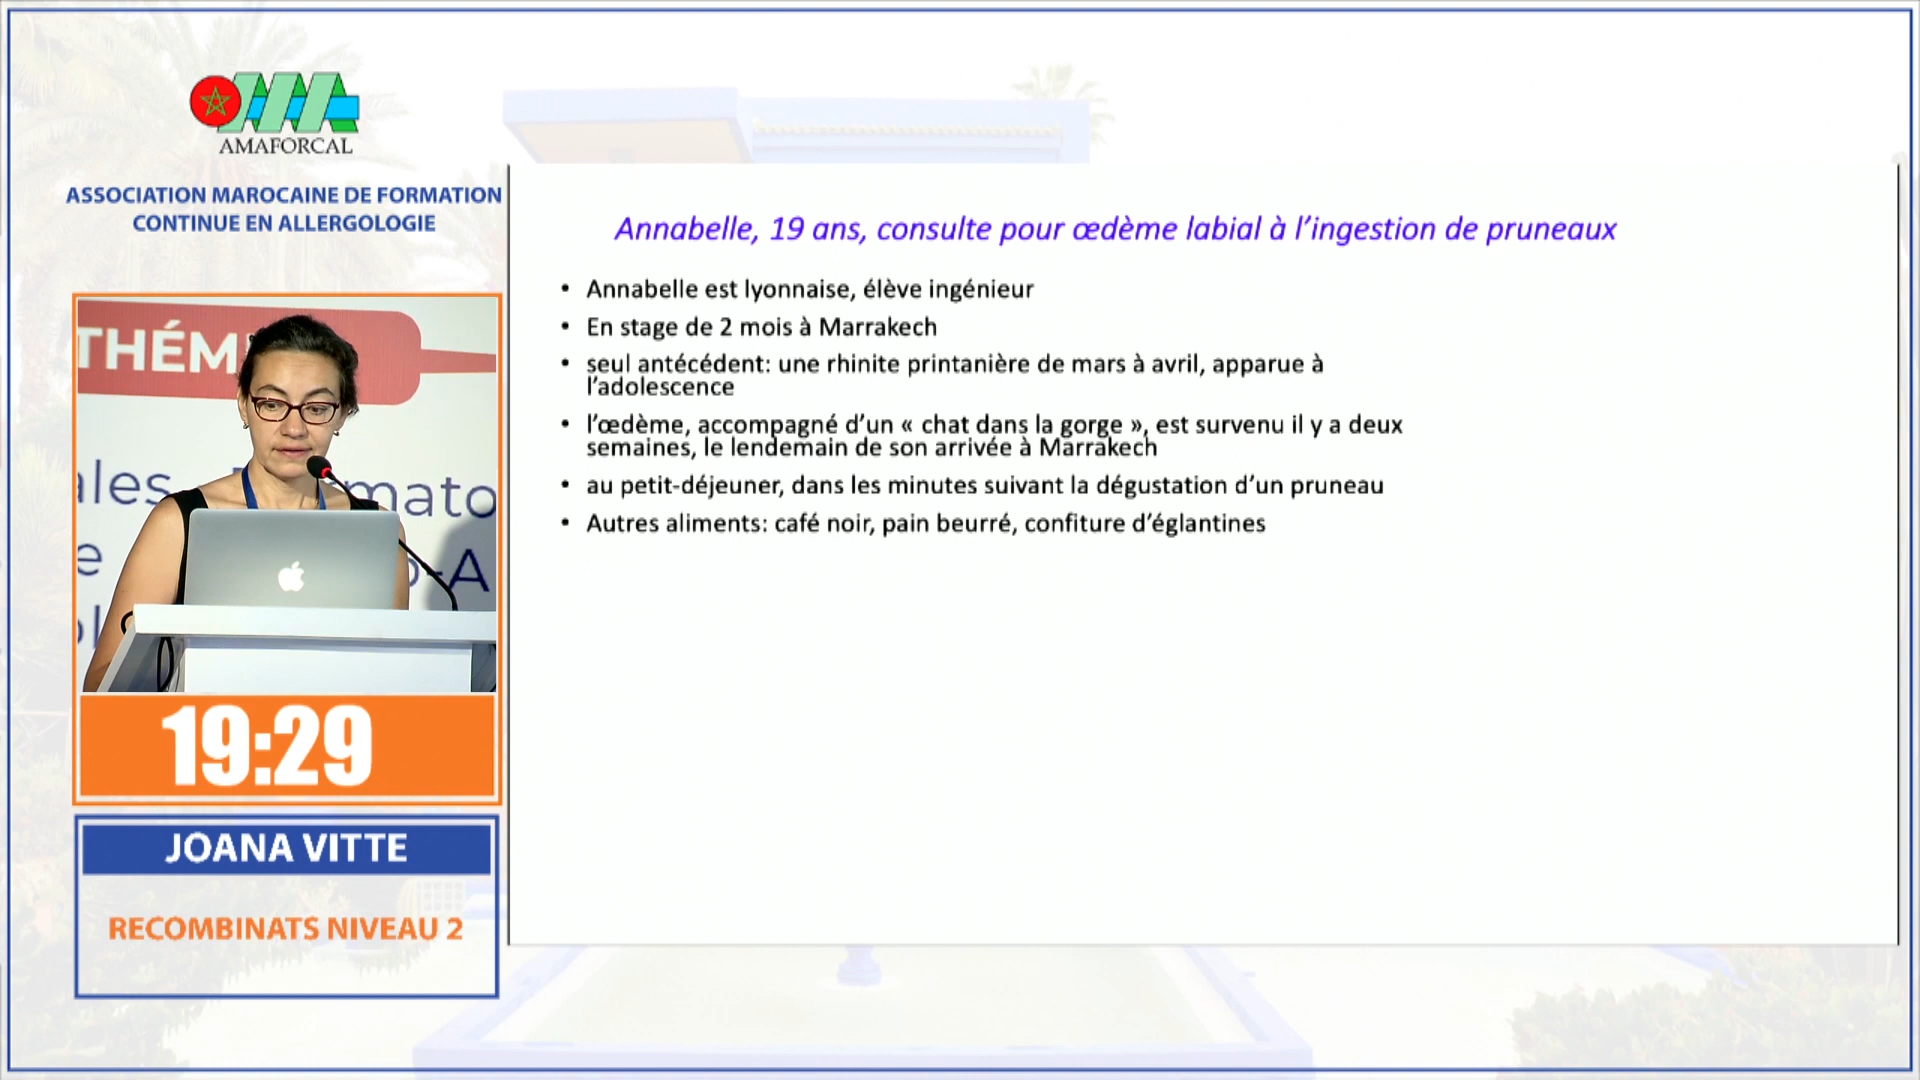 AMAFORCAL
ASSOCIATION MAROCAINE DE FORMATION
CONTINUE EN ALLERGOLOGIE
THÉM
ales
mato
e
o-A
19:29
JOANA VITTE
RECOMBINATS NIVEAU 2
Annabelle, 19 ans, consulte pour œdème labial à l’ingestion de pruneaux
• Annabelle est lyonnaise, élève ingénieur
• En stage de 2 mois à Marrakech
• seul antécédent: une rhinite printanière de mars à avril, apparue à
l’adolescence
• l’œdème, accompagné d’un « chat dans la gorge », est survenu il y a deux
semaines, le lendemain de son arrivée à Marrakech
• au petit-déjeuner, dans les minutes suivant la dégustation d’un pruneau
• Autres aliments: café noir, pain beurré, confiture d’églantines